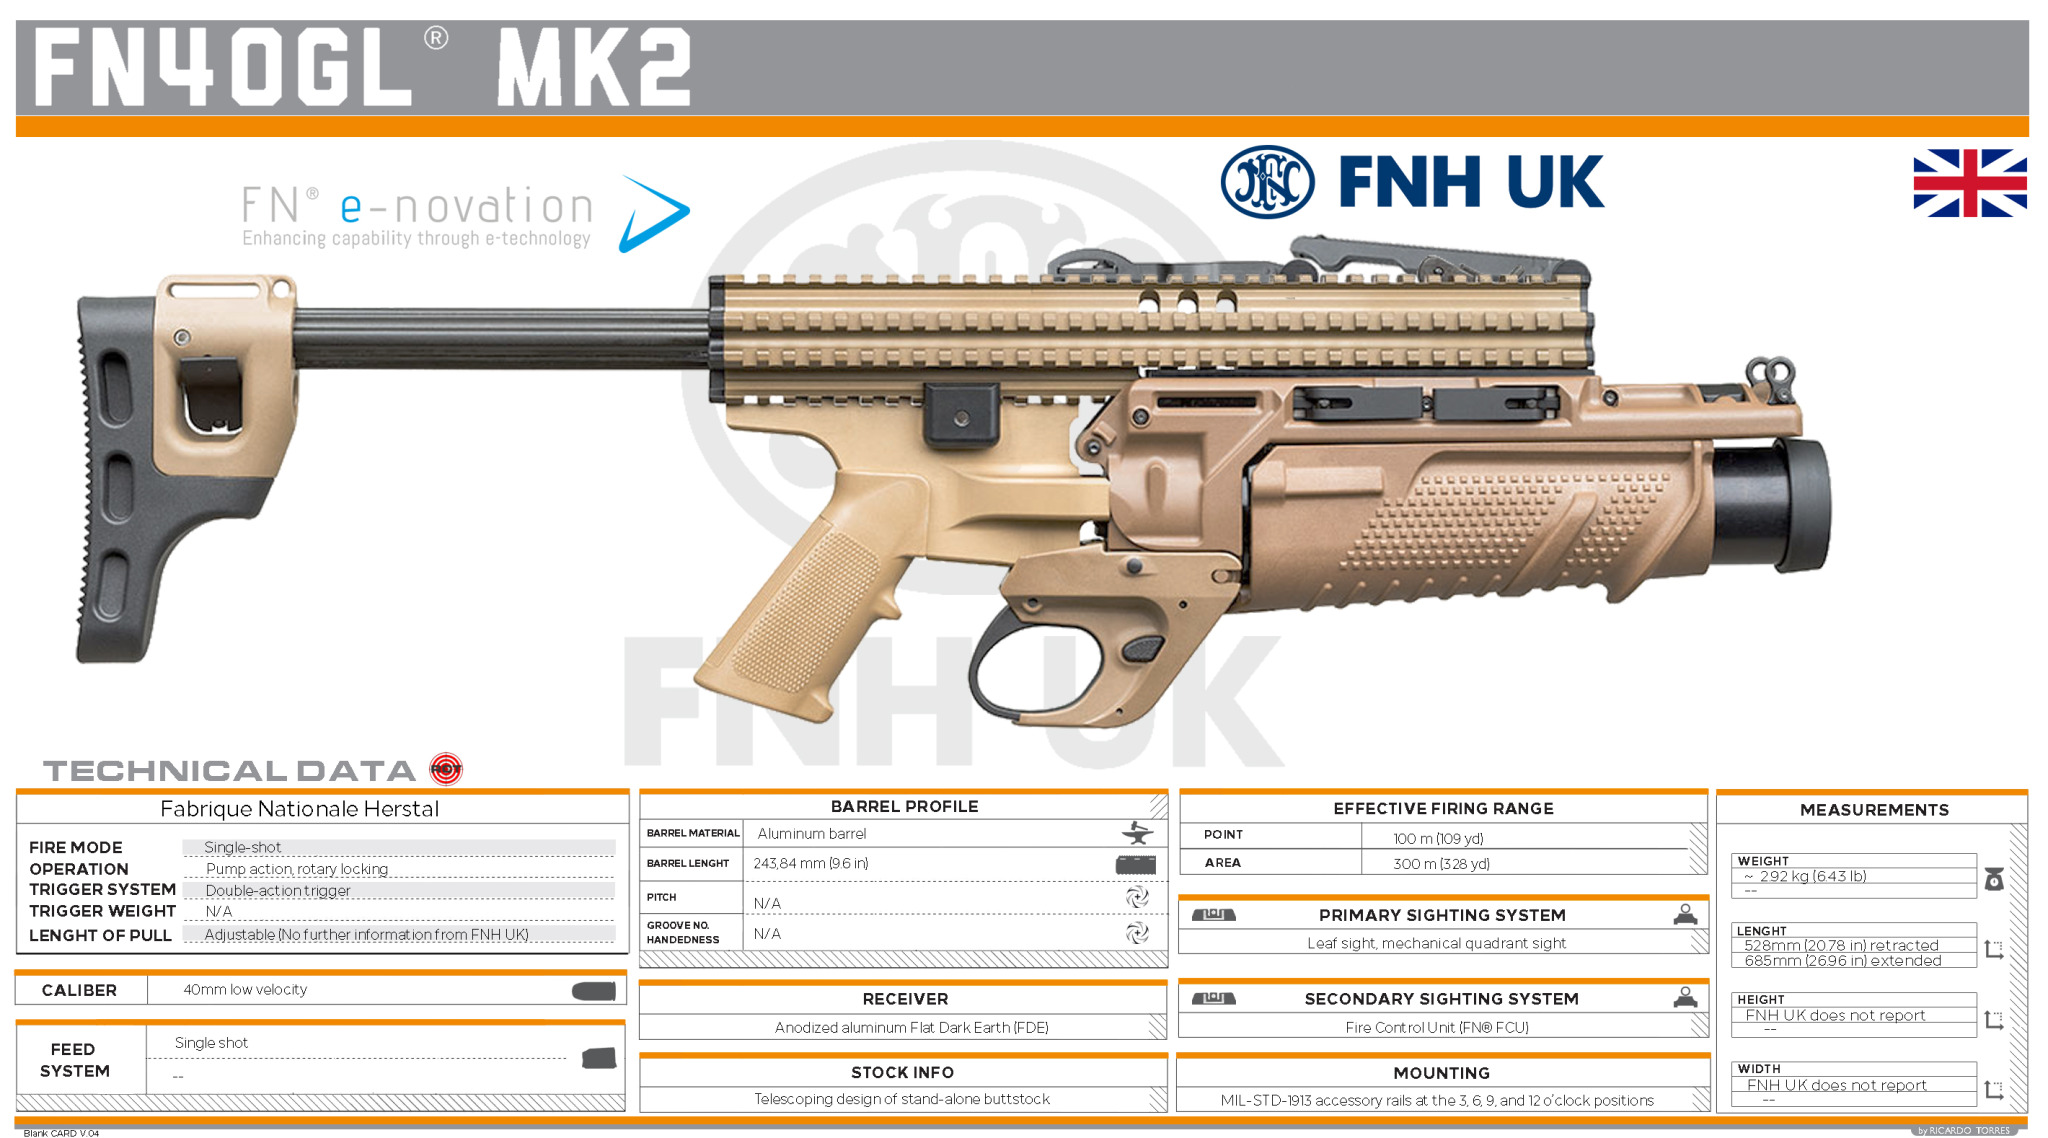 FN40GL® MK2
FN® e-novation
Enhancing capability through e-technology
FNH UK
FNH UK
TECHNICAL DATA
Fabrique Nationale Herstal
FIRE MODE Single-shot
OPERATION Pump action, rotary locking
TRIGGER SYSTEM Double-action trigger
TRIGGER WEIGHT N/A
LENGHT OF PULL Adjustable (No further information from FNH UK)
CALIBER 40mm low velocity
FEED SYSTEM
Single shot
--
BARREL PROFILE
BARREL MATERIAL Aluminum barrel
BARREL LENGHT 243,84 mm (9.6 in)
PITCH N/A
GROOVE NO.
HANDEDNESS N/A
RECEIVER
Anodized aluminum Flat Dark Earth (FDE)
STOCK INFO
Telescoping design of stand-alone buttstock
EFFECTIVE FIRING RANGE
POINT 100 m (109 yd)
AREA 300 m (328 yd)
PRIMARY SIGHTING SYSTEM
Leaf sight, mechanical quadrant sight
SECONDARY SIGHTING SYSTEM
Fire Control Unit (FN® FCU)
MOUNTING
MIL-STD-1913 accessory rails at the 3, 6, 9, and 12 o'clock positions
MEASUREMENTS
WEIGHT
~ 2.92 kg (6.43 lb)
--
LENGHT
528mm (20.78 in) retracted
685mm (26.96 in) extended
HEIGHT
FNH UK does not report
--
WIDTH
FNH UK does not report
--
Blank CARD V.04
by RICARDO TORRES